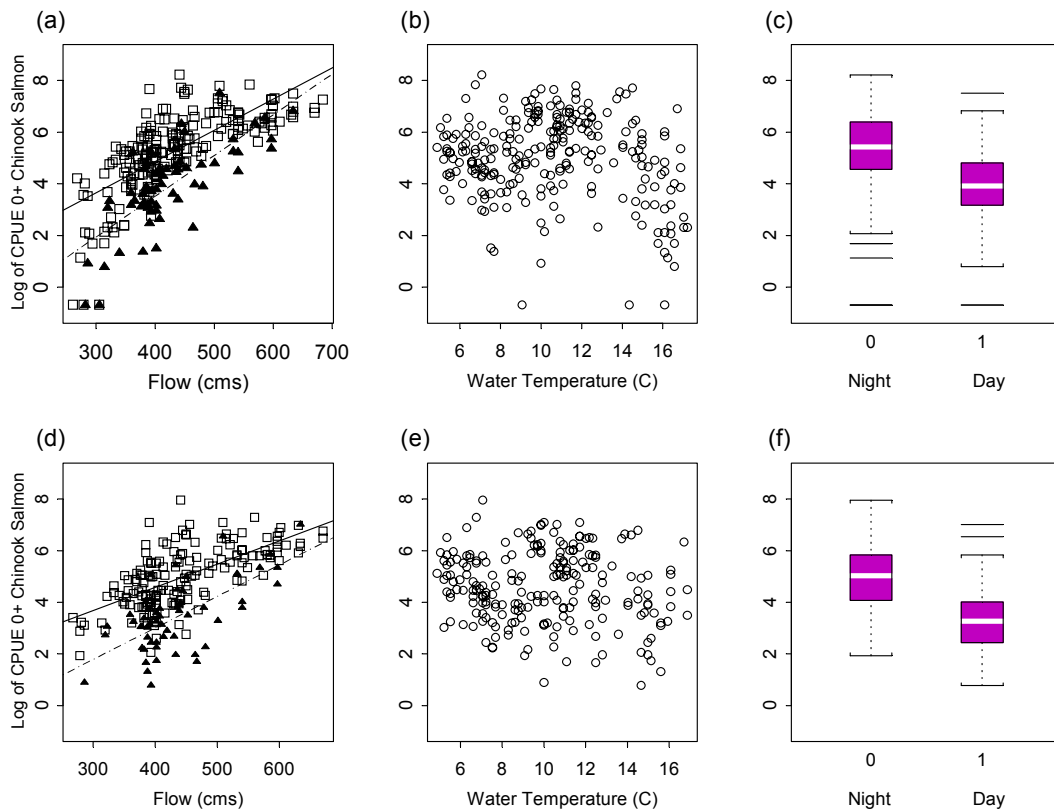 (a)
(b)
(c)
Log of CPUE 0+ Chinook Salmon
8
6
4
2
0
300 400 500 600 700
Flow (cms)
8
6
4
2
0
6 8 10 12 14 16
Water Temperature (C)
8
6
4
2
0
0 1
Night Day
(d)
(e)
(f)
Log of CPUE 0+ Chinook Salmon
8
6
4
2
0
300 400 500 600
Flow (cms)
8
6
4
2
0
6 8 10 12 14 16
Water Temperature (C)
8
6
4
2
0
0 1
Night Day